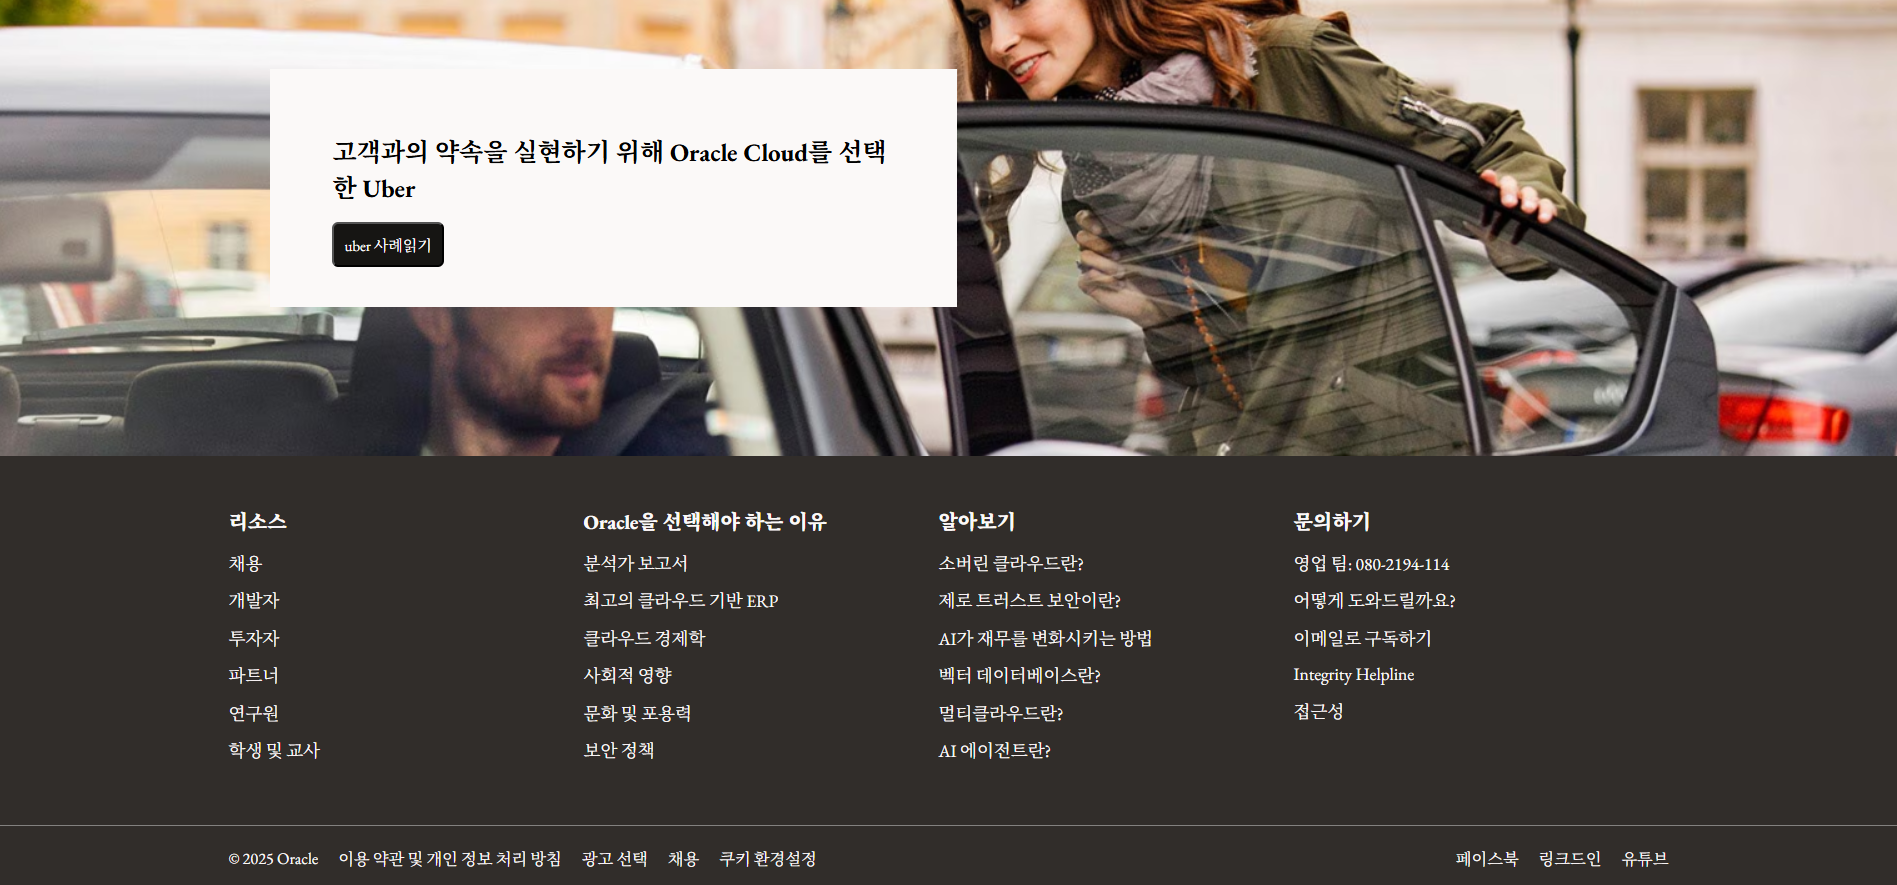 고객과의 약속을 실현하기 위해 Oracle Cloud를 선택
한 Uber
uber 사례읽기
리소스
채용
개발자
투자자
파트너
연구원
학생 및 교사
Oracle을 선택해야 하는 이유
분석가 보고서
최고의 클라우드 기반 ERP
클라우드 경제학
사회적 영향
문화 및 포용력
보안 정책
알아보기
소버린 클라우드란?
제로 트러스트 보안이란?
AI가 재무를 변화시키는 방법
벡터 데이터베이스란?
멀티클라우드란?
AI 에이전트란?
문의하기
영업 팀: 080-2194-114
어떻게 도와드릴까요?
이메일로 구독하기
Integrity Helpline
접근성
© 2025 Oracle 이용 약관 및 개인 정보 처리 방침 광고 선택 채용 쿠키 환경설정 페이스북 링크드인 유튜브